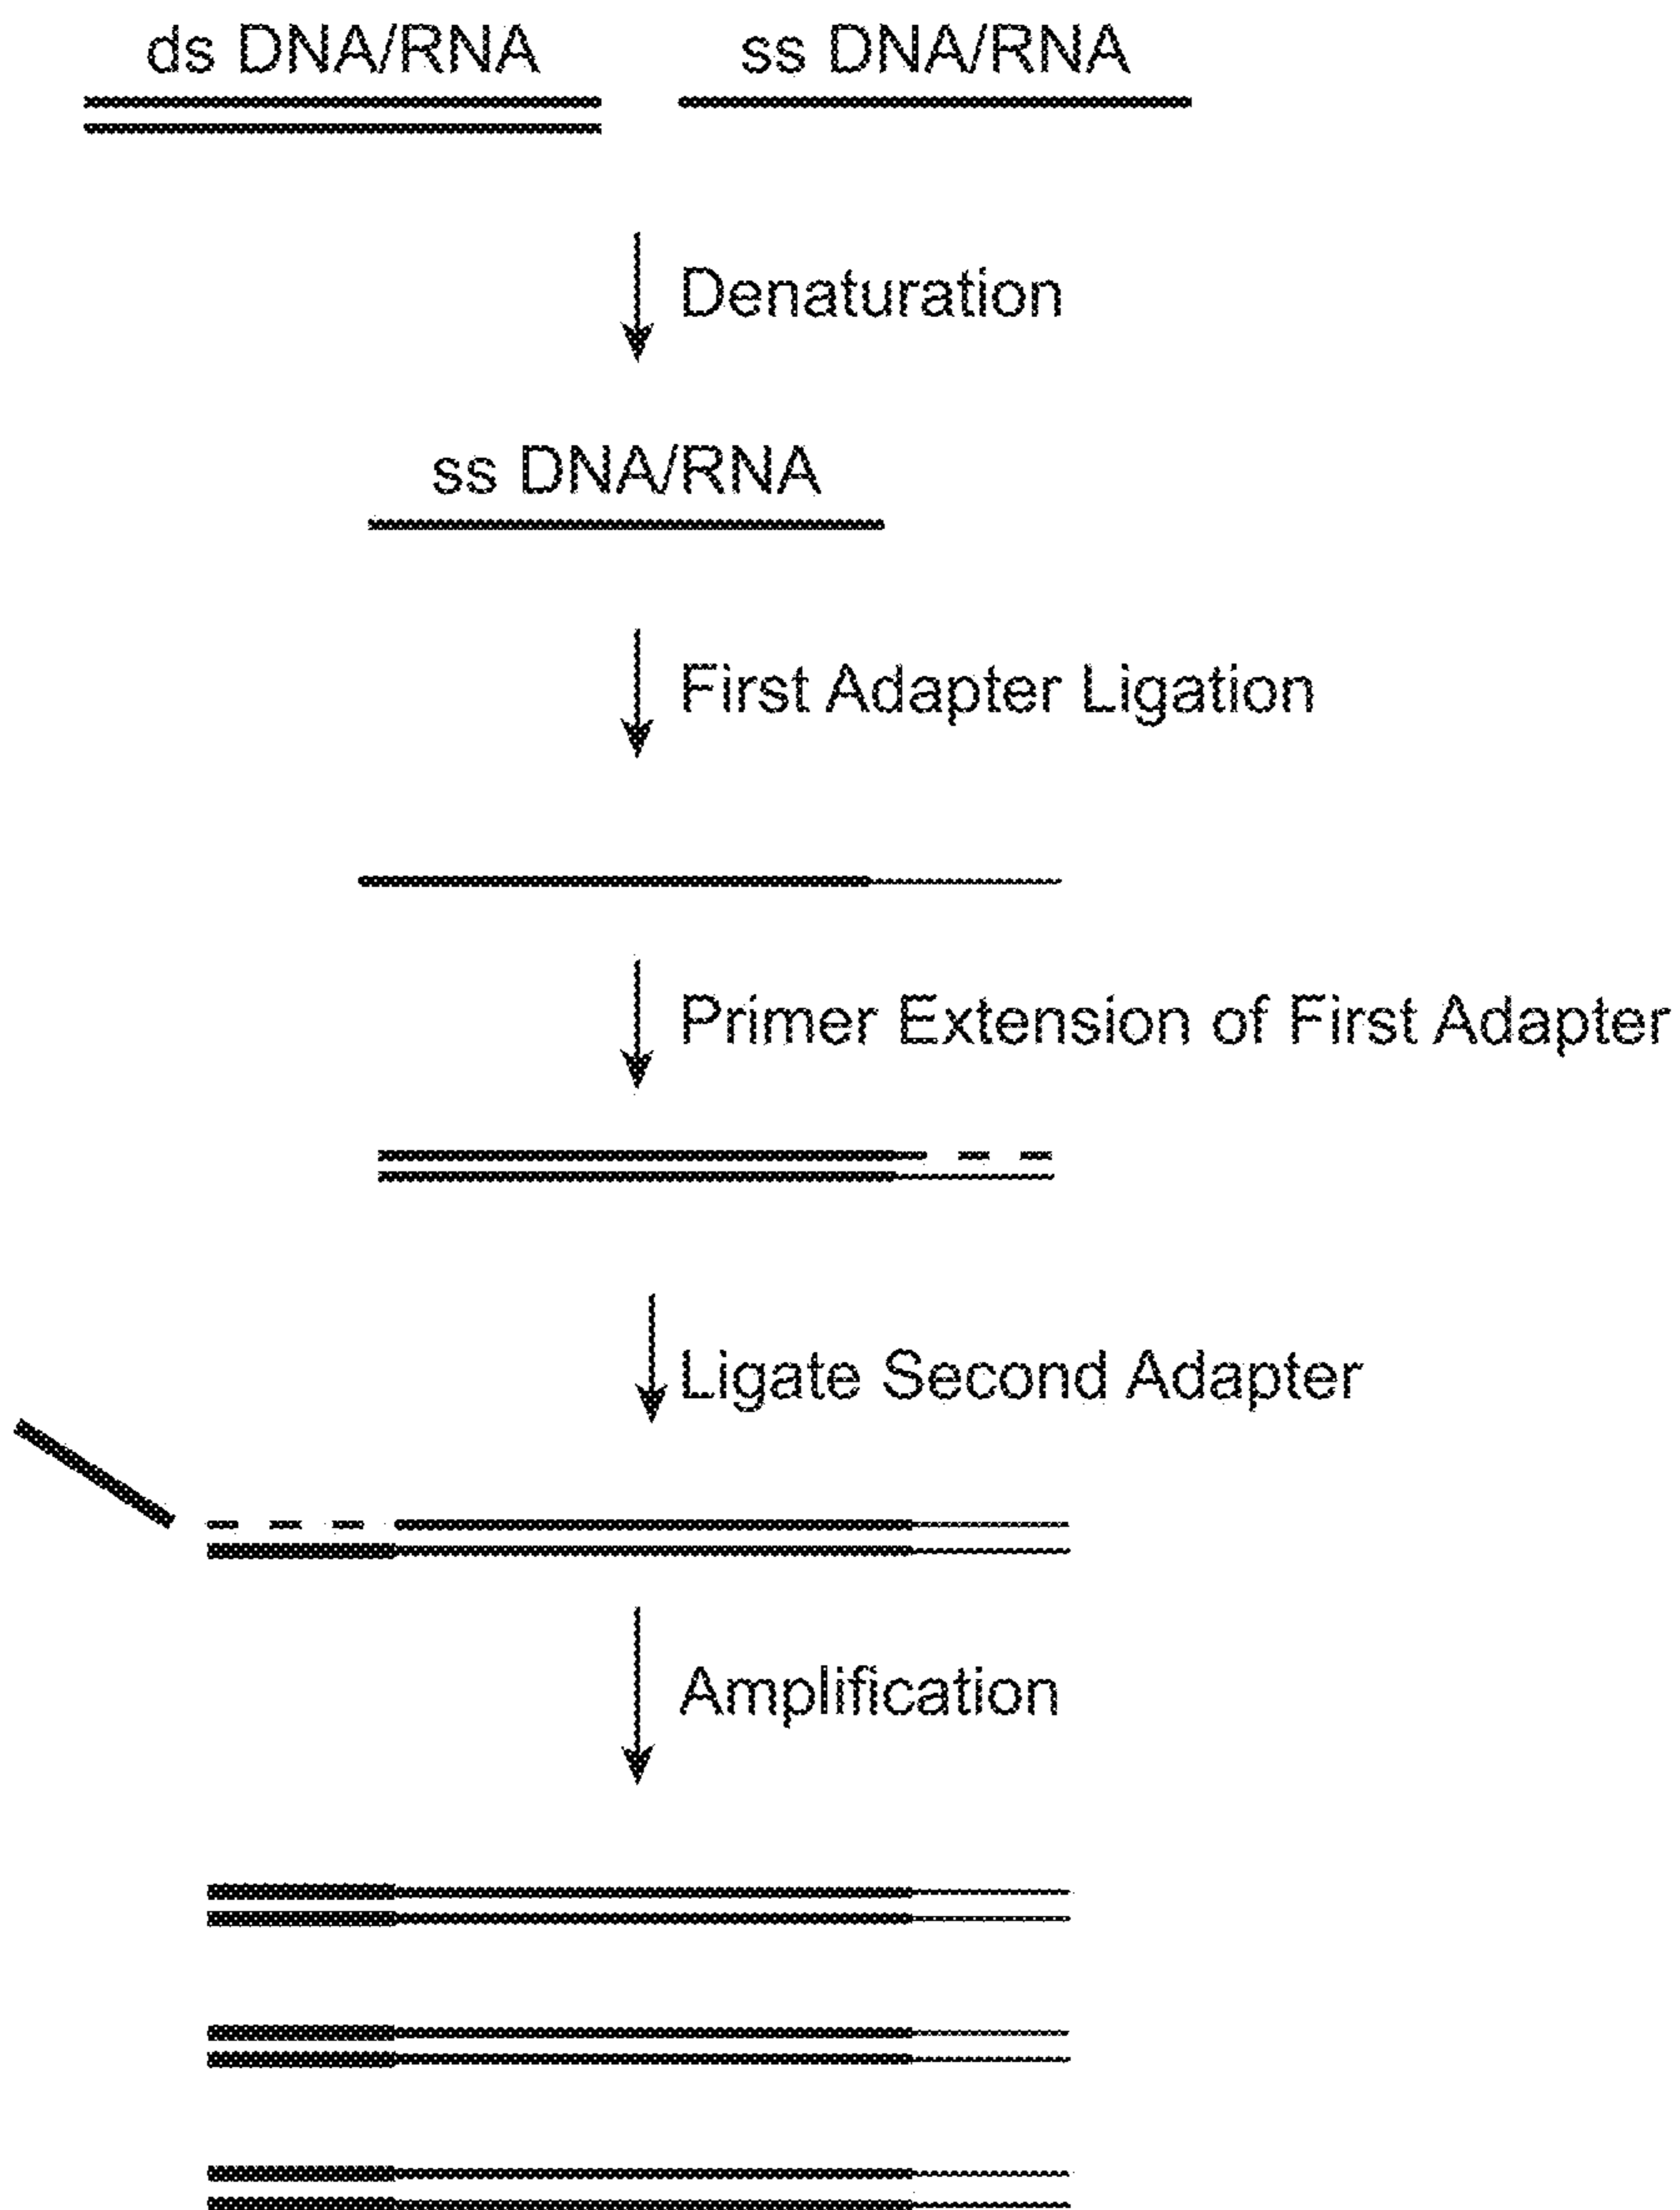 ds DNA/RNA ss DNA/RNA
Denaturation
ss DNA/RNA
First Adapter Ligation
Primer Extension of First Adapter
Ligate Second Adapter
Amplification